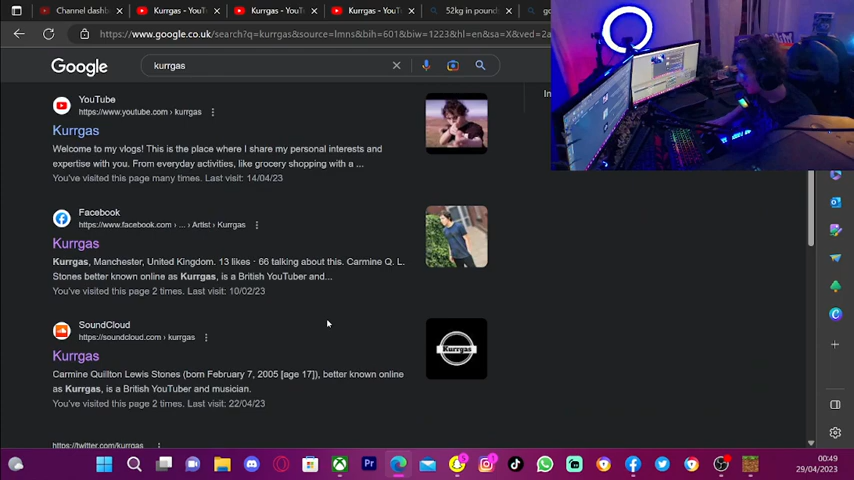 Channel dashb
Kurrgas - YouT
Kurrgas - YouT
Kurrgas - YouT
52kg in pound
go
https://www.google.co.uk/search?q=kurrgas&source=lmns&bih=601&biw=1223&hl=en&sa=X&ved=2a
Google
kurrgas
In
YouTube
https://www.youtube.com › kurrgas
Kurrgas
Welcome to my vlogs! This is the place where I share my personal interests and
expertise with you. From everyday activities, like grocery shopping with a ...
You've visited this page many times. Last visit: 14/04/23
Facebook
https://www.facebook.com › ... › Artist › Kurrgas
Kurrgas
Kurrgas, Manchester, United Kingdom. 13 likes · 66 talking about this. Carmine Q. L.
Stones better known online as Kurrgas, is a British YouTuber and...
You've visited this page 2 times. Last visit: 10/02/23
SoundCloud
https://soundcloud.com › kurrgas
Kurrgas
Kurrgas
Carmine Quillton Lewis Stones (born February 7, 2005 [age 17]), better known online
as Kurrgas, is a British YouTuber and musician.
You've visited this page 2 times. Last visit: 22/04/23
https://twitter.com/kurrgas
Pr
1
00:49
29/04/2023